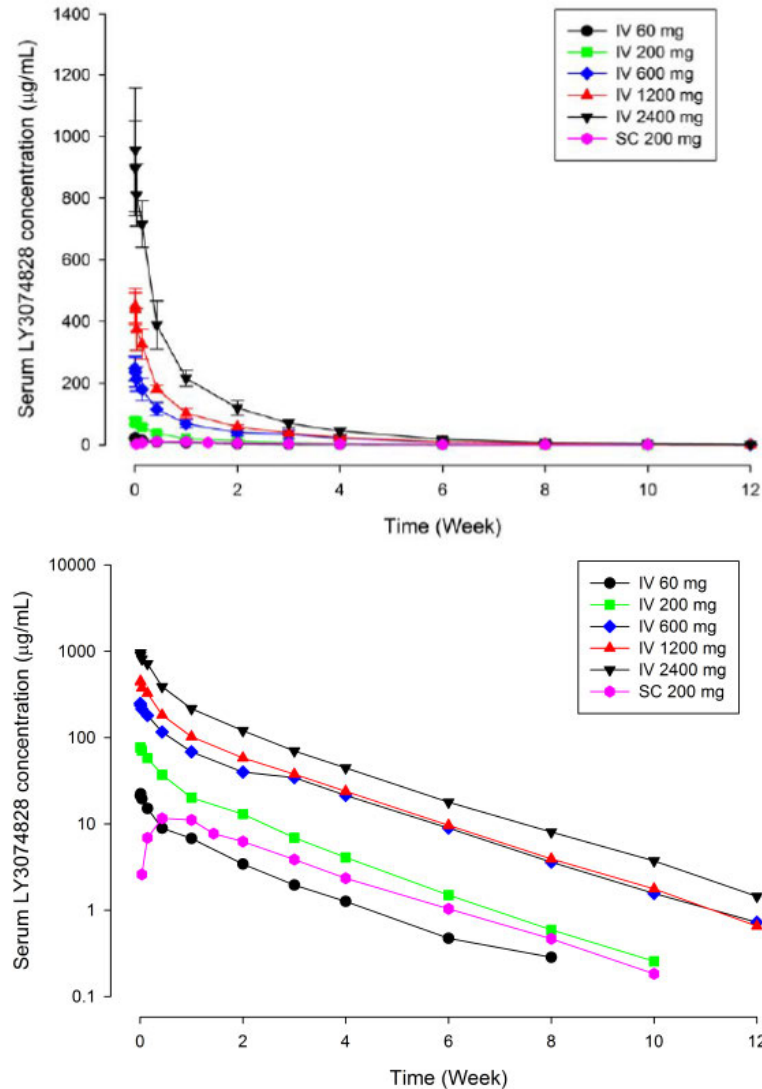 1400
1200
1000
800
600
400
200
0
Serum LY3074828 concentration (μg/mL)
IV 60 mg
IV 200 mg
IV 600 mg
IV 1200 mg
IV 2400 mg
SC 200 mg
0 2 4 6 8 10 12
Time (Week)
10000
1000
100
10
1
0.1
Serum LY3074828 concentration (μg/mL)
IV 60 mg
IV 200 mg
IV 600 mg
IV 1200 mg
IV 2400 mg
SC 200 mg
0 2 4 6 8 10 12
Time (Week)